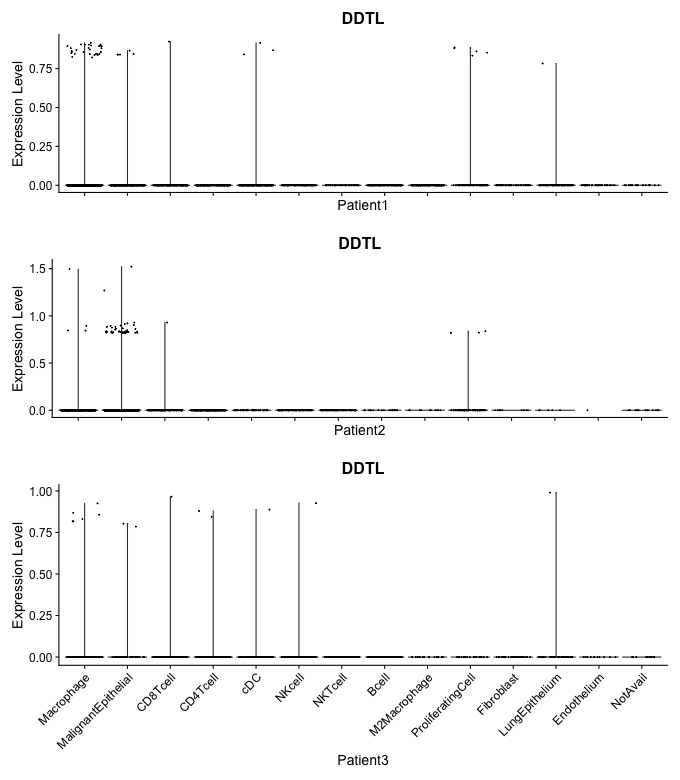 DDTL
Expression Level
0.75
0.50
0.25
0.00
Patient1
DDTL
Expression Level
1.5
1.0
0.5
0.0
Patient2
DDTL
Expression Level
1.00
0.75
0.50
0.25
0.00
Macrophage
MalignantEpithelial
CD8Tcell
CD4Tcell
cDC
NKcell
NKTcell
Bcell
M2Macrophage
ProliferatingCell
Fibroblast
LungEpithelium
Endothelium
NotAvail
Patient3